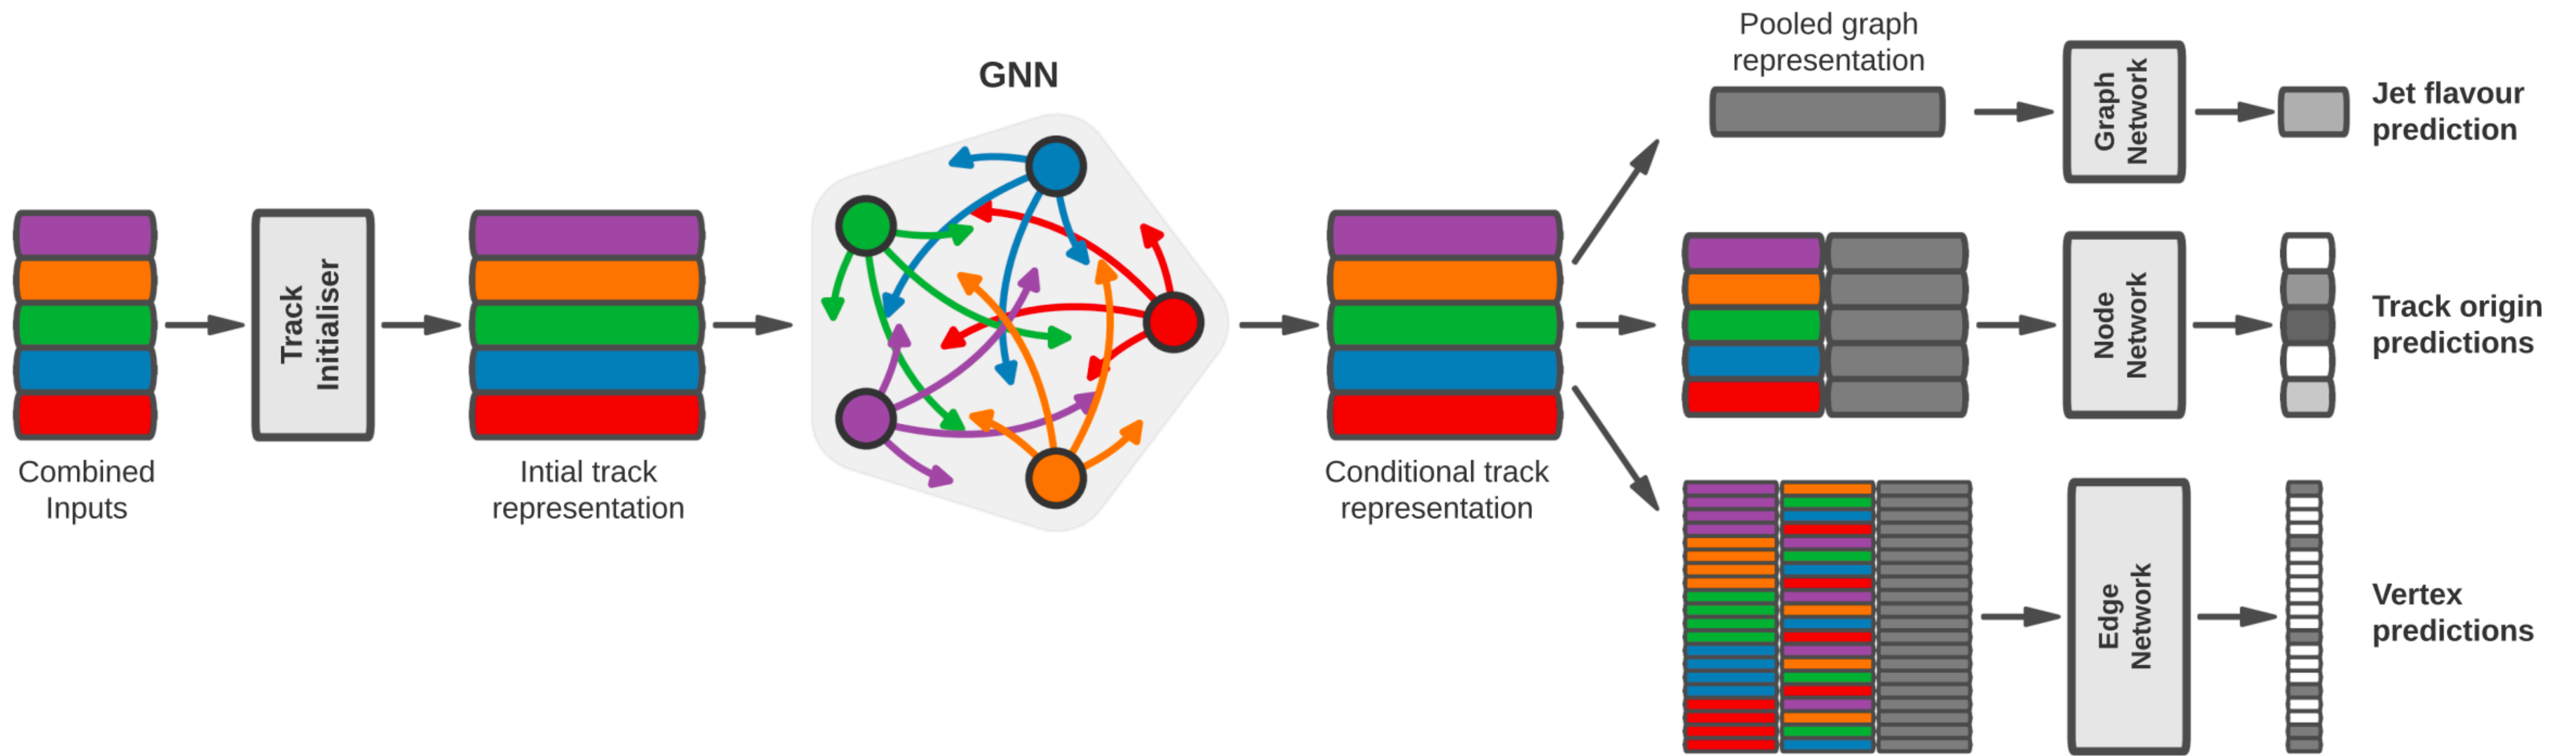 Combined
Inputs
Track
Initialiser
Intial track
representation
GNN
Conditional track
representation
Pooled graph
representation
Graph
Network
Jet flavour
prediction
Node
Network
Track origin
predictions
Edge
Network
Vertex
predictions